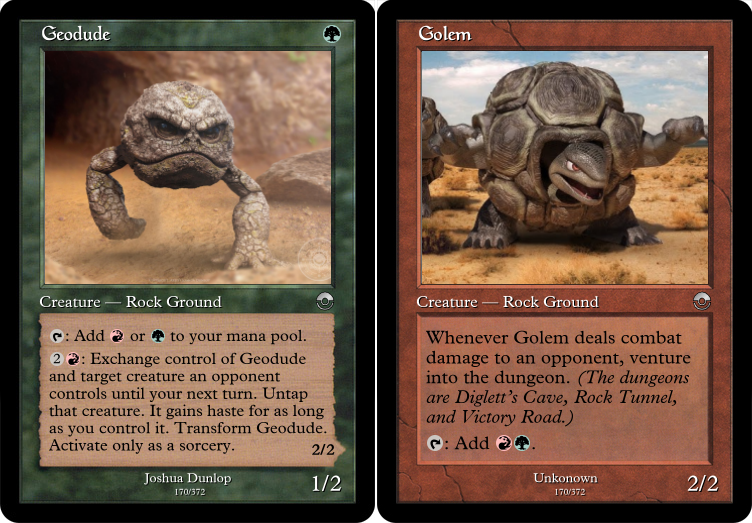 Geodude
Creature — Rock Ground
: Add or to your mana pool.
2 : Exchange control of Geodude
and target creature an opponent
controls until your next turn. Untap
that creature. It gains haste for as long
as you control it. Transform Geodude.
Activate only as a sorcery.
2/2
Joshua Dunlop
170/372
1/2
Golem
Creature — Rock Ground
Whenever Golem deals combat
damage to an opponent, venture
into the dungeon. (The dungeons
are Diglett's Cave, Rock Tunnel,
and Victory Road.)
: Add .
Unkonown
170/372
2/2